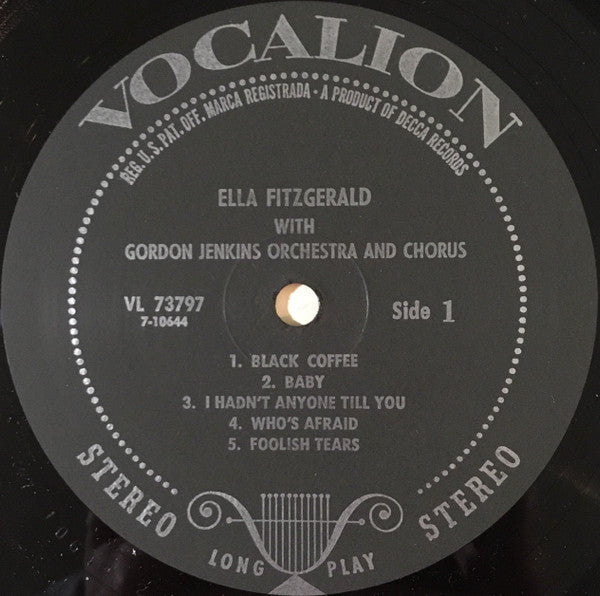 VOCALION
REG. U.S. PAT. OFF. MARCA REGISTRADA • A PRODUCT OF DECCA RECORDS
ELLA FITZGERALD
WITH
GORDON JENKINS ORCHESTRA AND CHORUS
VL 73797
7-10644
Side 1
1. BLACK COFFEE
2. BABY
3. I HADN'T ANYONE TILL YOU
4. WHO'S AFRAID
5. FOOLISH TEARS
STEREO
STEREO
LONG PLAY